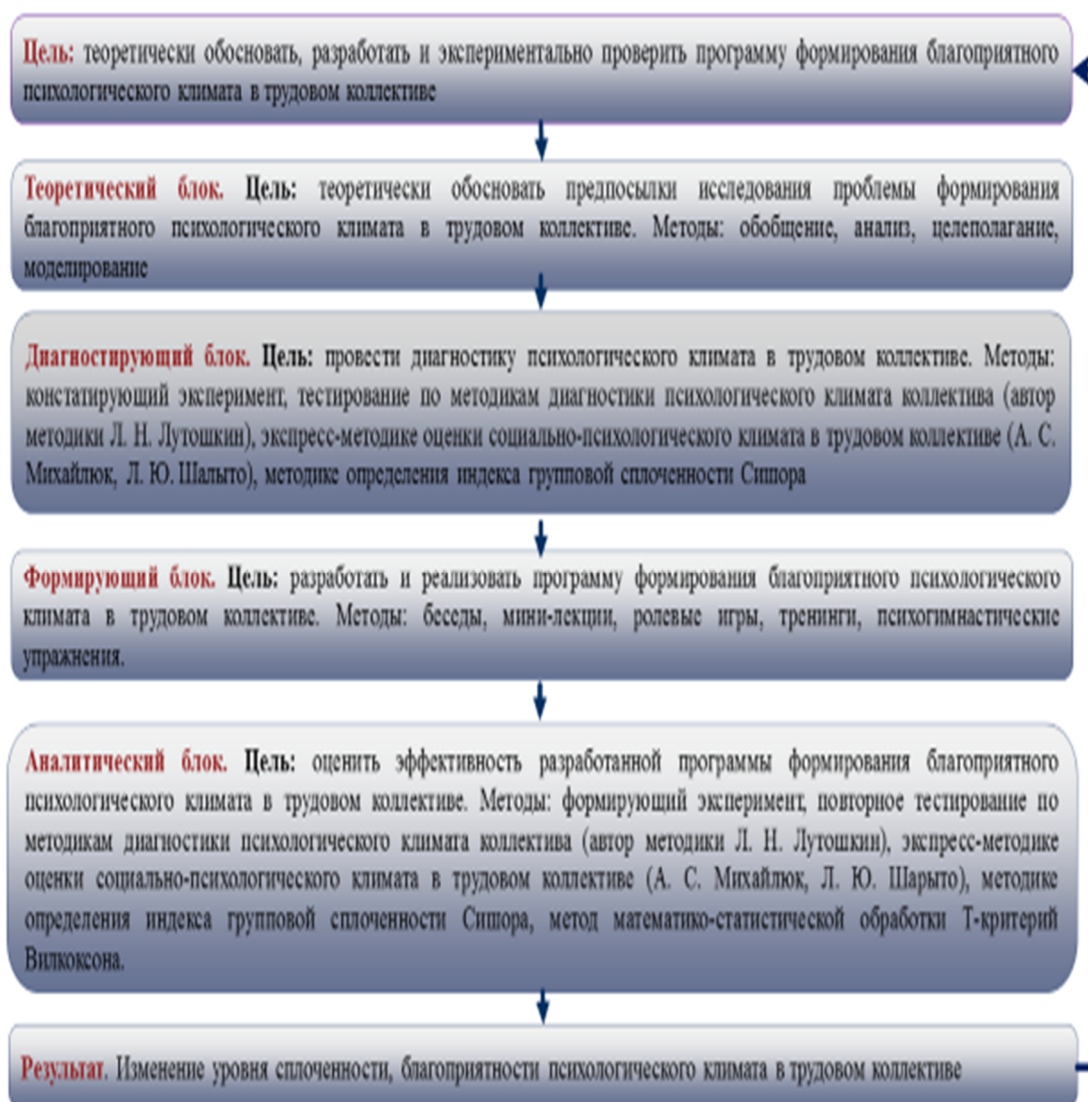 Цель: теоретически обосновать, разработать и экспериментально проверить программу формирования благоприятного
психологического климата в трудовом коллективе
Теоретический блок. Цель: теоретически обосновать предпосылки исследования проблемы формирования
благоприятного психологического климата в трудовом коллективе. Методы: обобщение, анализ, целеполагание,
моделирование
Диагностирующий блок. Цель: провести диагностику психологического климата в трудовом коллективе. Методы:
констатирующий эксперимент, тестирование по методикам диагностики психологического климата коллектива (автор
методики Л. Н. Лутошкин), экспресс-методике оценки социально-психологического климата в трудовом коллективе (А. С.
Михайлюк, Л. Ю. Шалыто), методике определения индекса групповой сплоченности Сишора
Формирующий блок. Цель: разработать и реализовать программу формирования благоприятного психологического
климата в трудовом коллективе. Методы: беседы, мини-лекции, ролевые игры, тренинги, психогимнастические
упражнения.
Аналитический блок. Цель: оценить эффективность разработанной программы формирования благоприятного
психологического климата в трудовом коллективе. Методы: формирующий эксперимент, повторное тестирование по
методикам диагностики психологического климата коллектива (автор методики Л. Н. Лутошкин), экспресс-методике
оценки социально-психологического климата в трудовом коллективе (А. С. Михайлюк, Л. Ю. Шарыто), методике
определения индекса групповой сплоченности Сишора, метод математико-статистической обработки Т-критерий
Вилкоксона.
Результат. Изменение уровня сплоченности, благоприятности психологического климата в трудовом коллективе